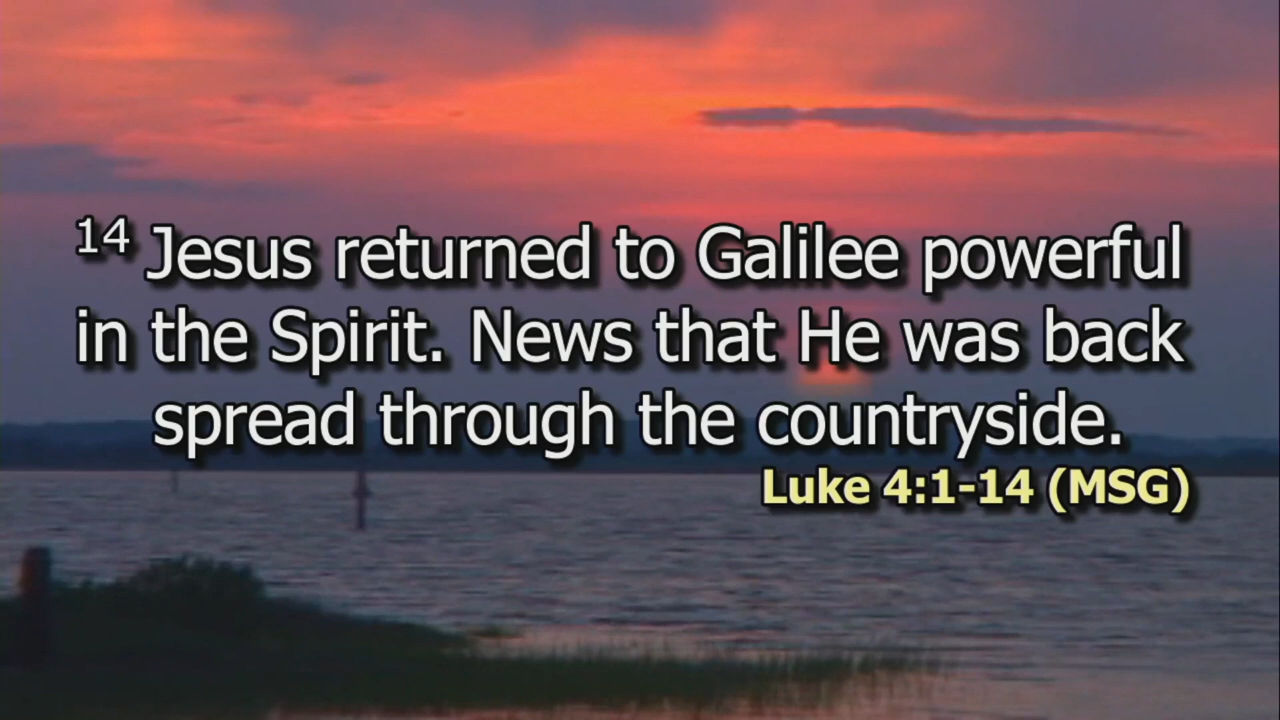 14 Jesus returned to Galilee powerful
in the Spirit. News that He was back
spread through the countryside.
Luke 4:1-14 (MSG)